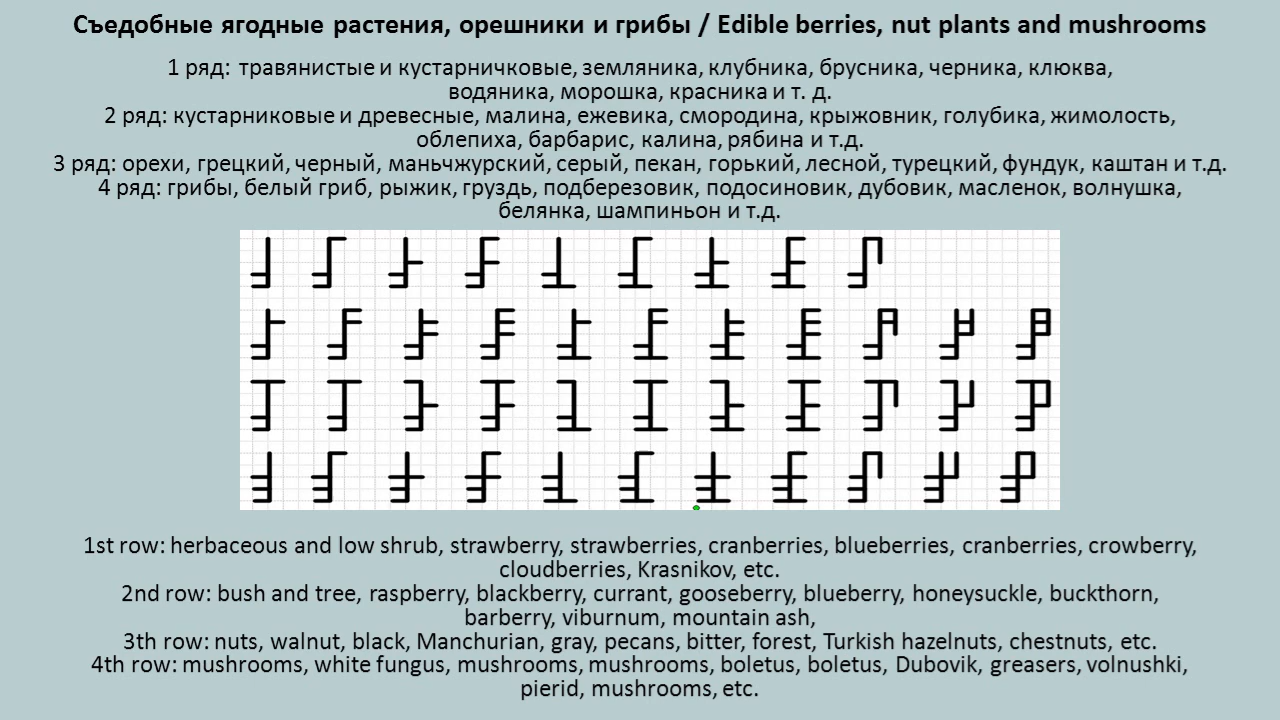 Съедобные ягодные растения, орешники и грибы / Edible berries, nut plants and mushrooms
1 ряд: травянистые и кустарничковые, земляника, клубника, брусника, черника, клюква,
водяника, морошка, красника и т. д.
2 ряд: кустарниковые и древесные, малина, ежевика, смородина, крыжовник, голубика, жимолость,
облепиха, барбарис, калина, рябина и т.д.
3 ряд: орехи, грецкий, черный, маньчжурский, серый, пекан, горький, лесной, турецкий, фундук, каштан и т.д.
4 ряд: грибы, белый гриб, рыжик, груздь, подберезовик, подосиновик, дубовик, масленок, волнушка,
белянка, шампиньон и т.д.
1st row: herbaceous and low shrub, strawberry, strawberries, cranberries, blueberries, cranberries, crowberry,
cloudberries, Krasnikov, etc.
2nd row: bush and tree, raspberry, blackberry, currant, gooseberry, blueberry, honeysuckle, buckthorn,
barberry, viburnum, mountain ash,
3th row: nuts, walnut, black, Manchurian, gray, pecans, bitter, forest, Turkish hazelnuts, chestnuts, etc.
4th row: mushrooms, white fungus, mushrooms, mushrooms, boletus, boletus, Dubovik, greasers, volnushki,
pierid, mushrooms, etc.